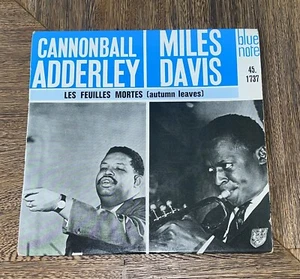 CANNONBALL
ADDERLEY
MILES
DAVIS
blue
note
45.
1737
LES FEUILLES MORTES (autumn leaves)